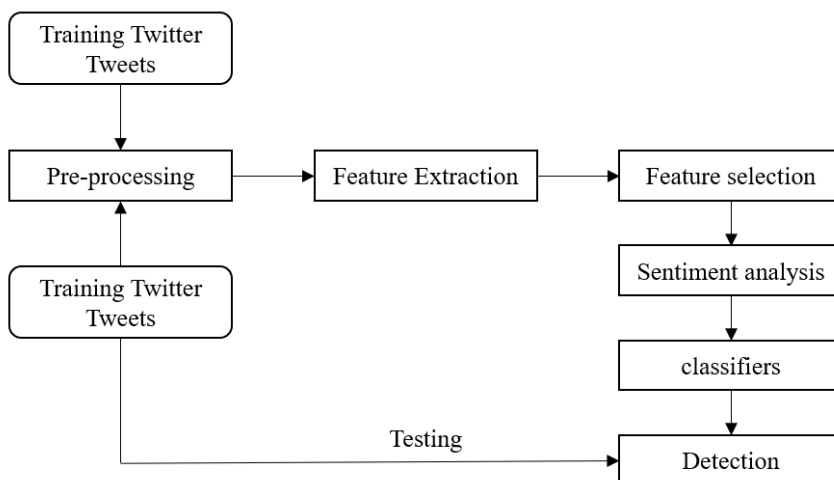 Training Twitter
Tweets
Pre-processing
Feature Extraction
Feature selection
Training Twitter
Tweets
Sentiment analysis
classifiers
Testing
Detection